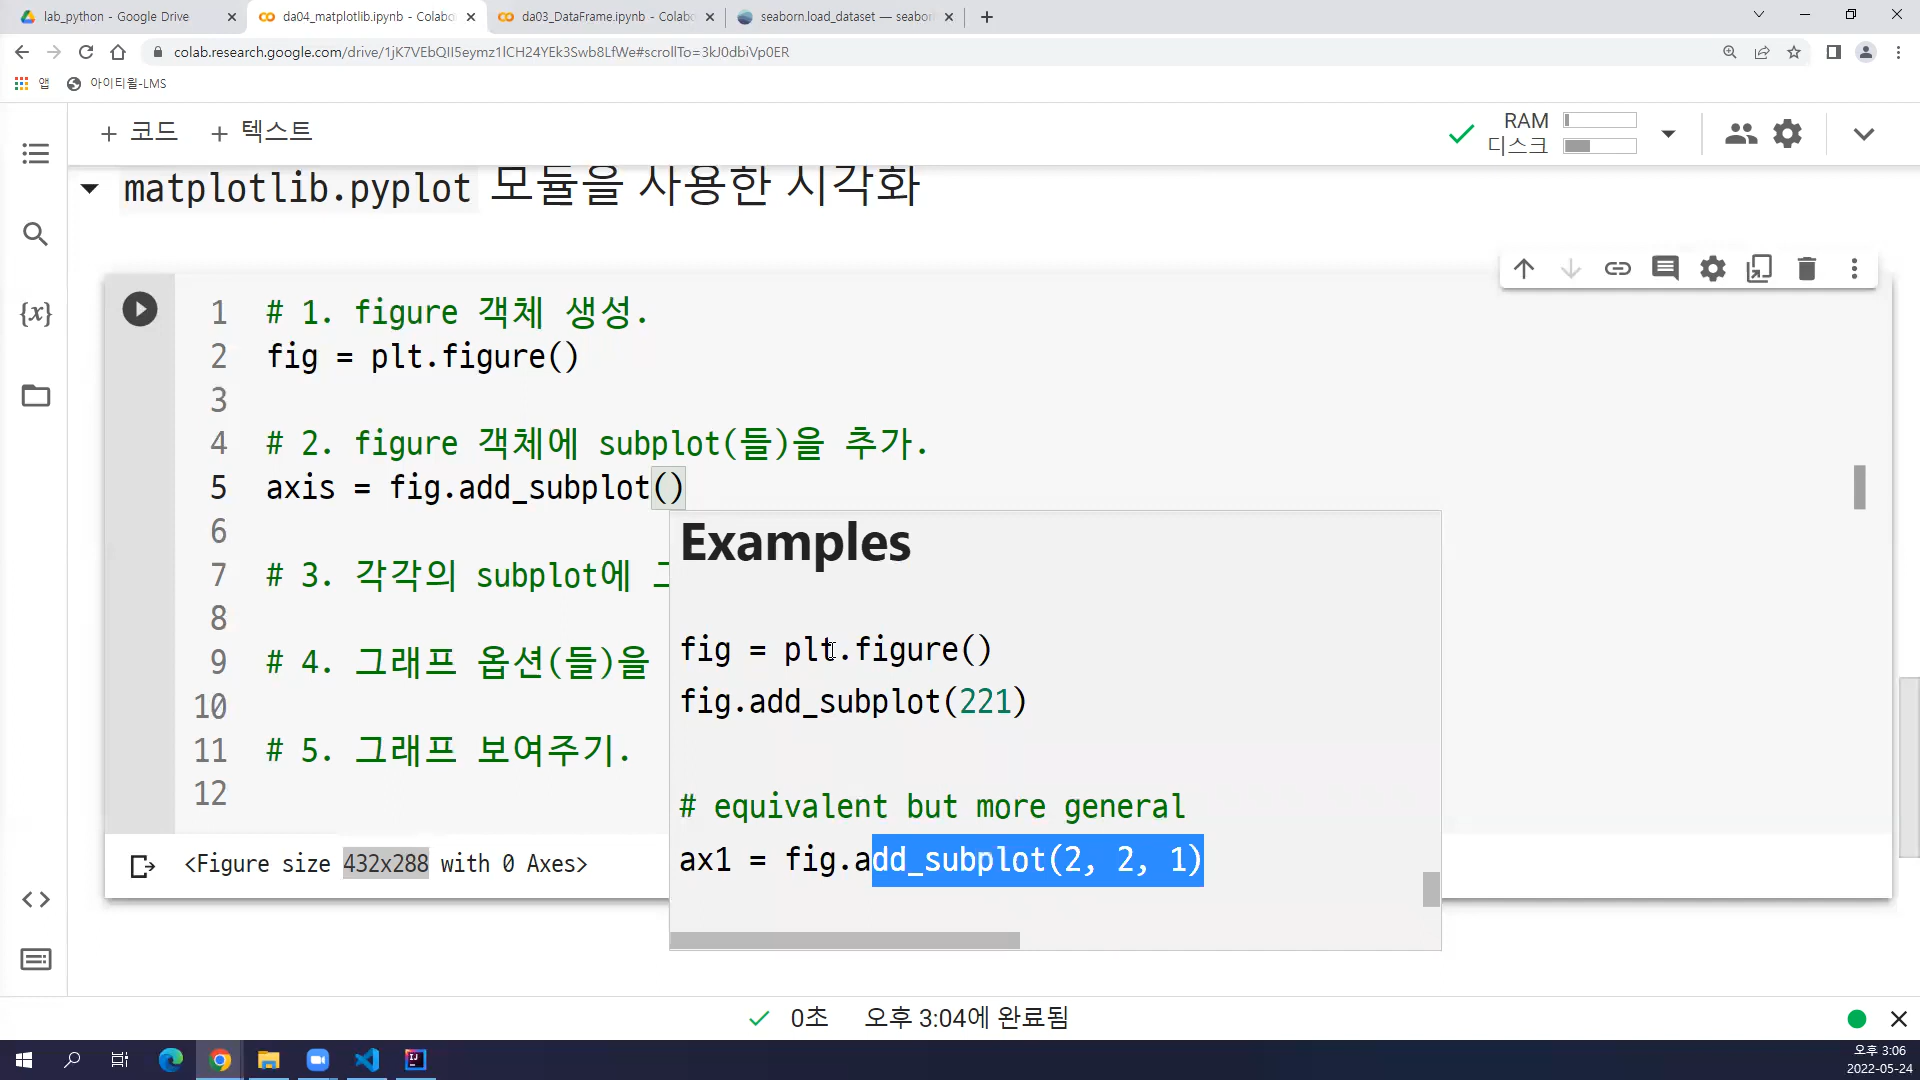 lab_python - Google Drive
da04_matplotlib.ipynb - Colabo
da03_DataFrame.ipynb - Colab
seaborn.load_dataset — seabor
colab.research.google.com/drive/1jK7VEbQII5eymz1lCH24YEk3Swb8LfWe#scrollTo=3kJ0dbiVp0ER
앱
아이티윌-LMS
+ 코드
+ 텍스트
RAM
디스크
matplotlib.pyplot 모듈을 사용한 시각화
1 # 1. figure 객체 생성.
2 fig = plt.figure()
3
4 # 2. figure 객체에 subplot(들)을 추가.
5 axis = fig.add_subplot()
6
7 # 3. 각각의 subplot에
8
9 # 4. 그래프 옵션(들)을
10
11 # 5. 그래프 보여주기.
12
Examples
fig = plt.figure()
fig.add_subplot(221)
# equivalent but more general
ax1 = fig.add_subplot(2, 2, 1)
<Figure size 432x288 with 0 Axes>
0초 오후 3:04에 완료됨
오후 3:06
2022-05-24